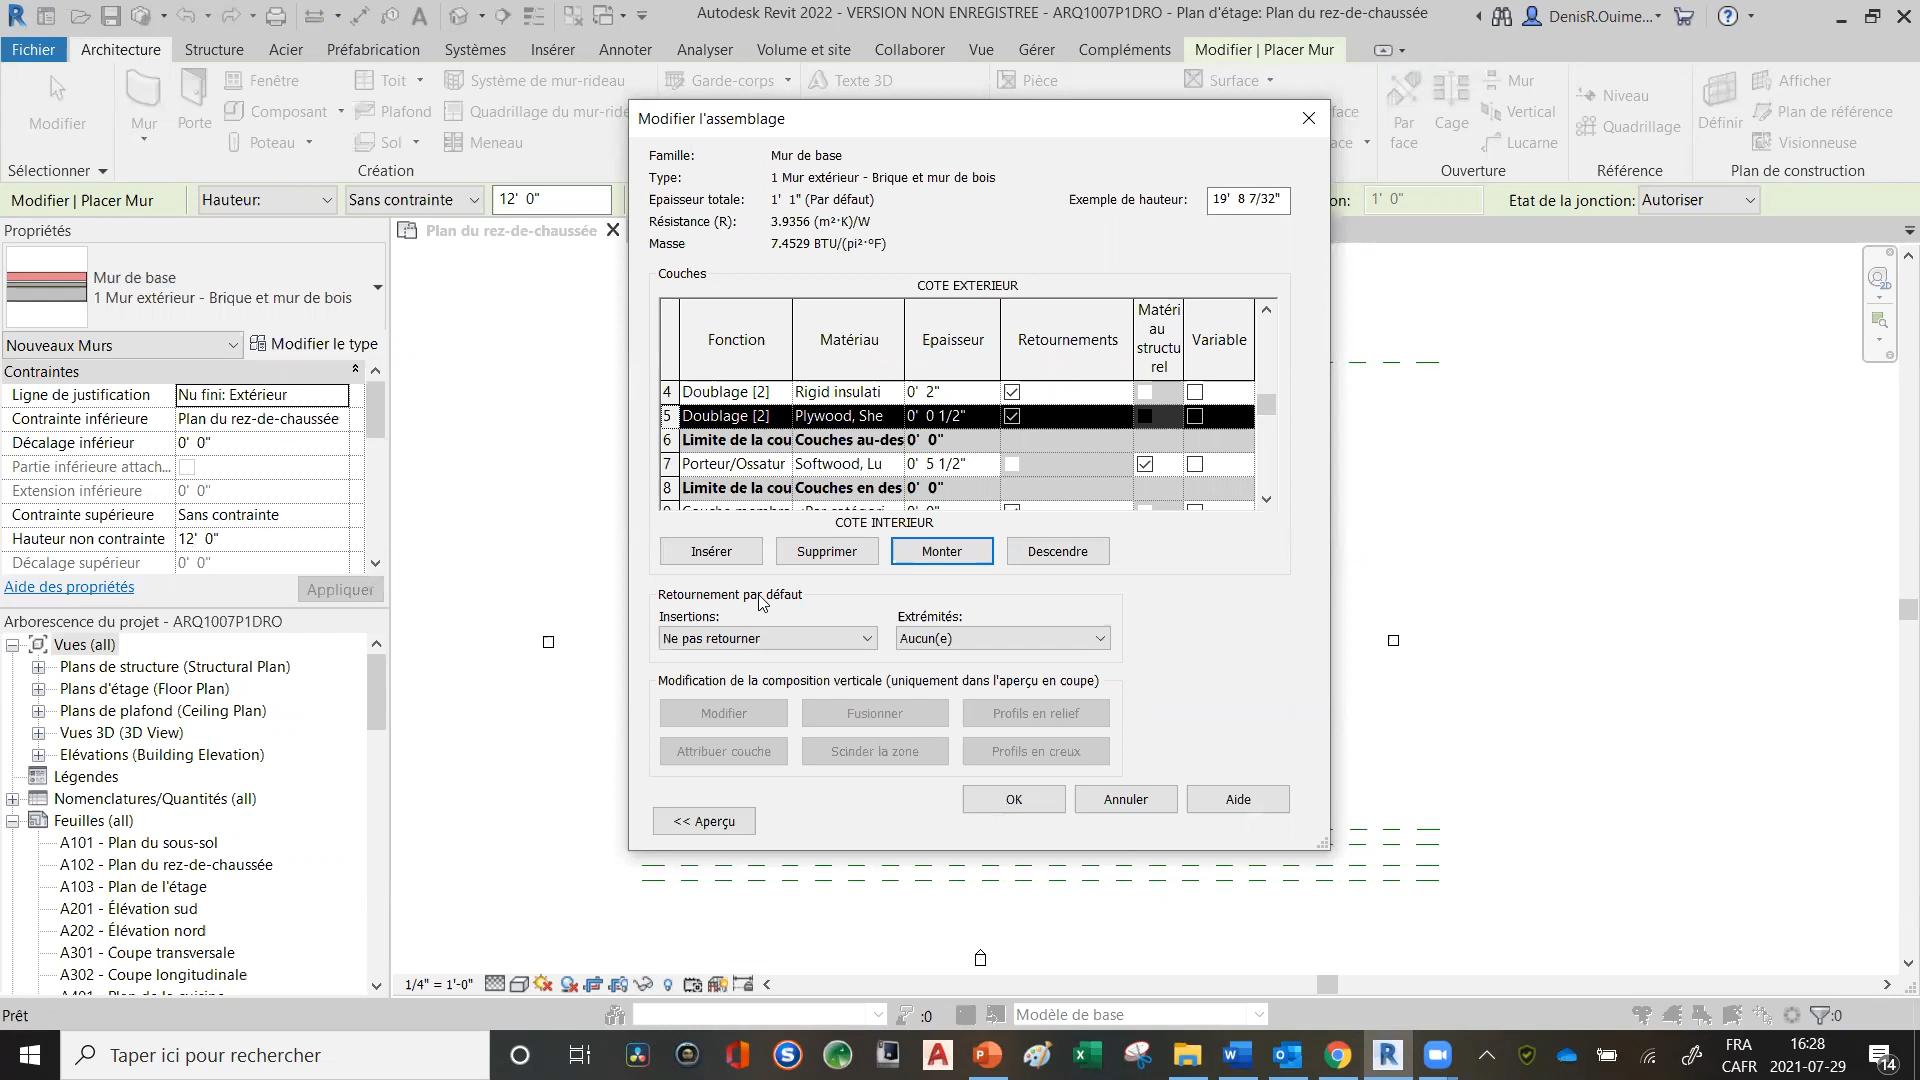 Autodesk Revit 2022 - VERSION NON ENREGISTREE - ARQ1007P1DRO - Plan d'étage: Plan du rez-de-chaussée
DenisR.Ouime...
Fichier Architecture Structure Acier Préfabrication Systèmes Insérer Annoter Analyser Volume et site Collaborer Vue Gérer Compléments Modifier | Placer Mur
Modifier
Mur
Porte
Fenêtre
Composant
Poteau
Toit
Plafond
Sol
Système de mur-rideau
Quadrillage du mur-ride
Meneau
Garde-corps
Texte 3D
Pièce
Surface
Par face
Cage
Mur
Vertical
Lucarne
Niveau
Quadrillage
Définir
Afficher
Plan de référence
Visionneuse
Sélectionner Création Ouverture Référence Plan de construction
Modifier | Placer Mur Hauteur: Sans contrainte 12' 0" on: 1' 0" Etat de la jonction: Autoriser
Propriétés
Mur de base
1 Mur extérieur - Brique et mur de bois
Nouveaux Murs Modifier le type
Contraintes
Ligne de justification Nu fini: Extérieur
Contrainte inférieure Plan du rez-de-chaussée
Décalage inférieur 0' 0"
Partie inférieure attach...
Extension inférieure 0' 0"
Contrainte supérieure Sans contrainte
Hauteur non contrainte 12' 0"
Décalage supérieur 0' 0"
Aide des propriétés Appliquer
Arborescence du projet - ARQ1007P1DRO
Vues (all)
Plans de structure (Structural Plan)
Plans d'étage (Floor Plan)
Plans de plafond (Ceiling Plan)
Vues 3D (3D View)
Elévations (Building Elevation)
Légendes
Nomenclatures/Quantités (all)
Feuilles (all)
A101 - Plan du sous-sol
A102 - Plan du rez-de-chaussée
A103 - Plan de l'étage
A201 - Élévation sud
A202 - Élévation nord
A301 - Coupe transversale
A302 - Coupe longitudinale
Plan du rez-de-chaussée
Modifier l'assemblage
Famille: Mur de base
Type: 1 Mur extérieur - Brique et mur de bois
Epaisseur totale: 1' 1" (Par défaut) Exemple de hauteur: 19' 8 7/32"
Résistance (R): 3.9356 (m²·K)/W
Masse 7.4529 BTU/(pi²·°F)
Couches
COTE EXTERIEUR
Fonction Matériau Epaisseur Retournements Matéri au structu rel Variable
4 Doublage [2] Rigid insulati 0' 2"
5 Doublage [2] Plywood, She 0' 0 1/2"
6 Limite de la cou Couches au-des 0' 0"
7 Porteur/Ossatur Softwood, Lu 0' 5 1/2"
8 Limite de la cou Couches en des 0' 0"
COTE INTERIEUR
Insérer Supprimer Monter Descendre
Retournement par défaut
Insertions: Extrémités:
Ne pas retourner Aucun(e)
Modification de la composition verticale (uniquement dans l'aperçu en coupe)
Modifier Fusionner Profils en relief
Attribuer couche Scinder la zone Profils en creux
OK Annuler Aide
<< Aperçu
1/4" = 1'-0"
Prêt :0 Modèle de base :0
Taper ici pour rechercher
FRA
CAFR
16:28
2021-07-29
14